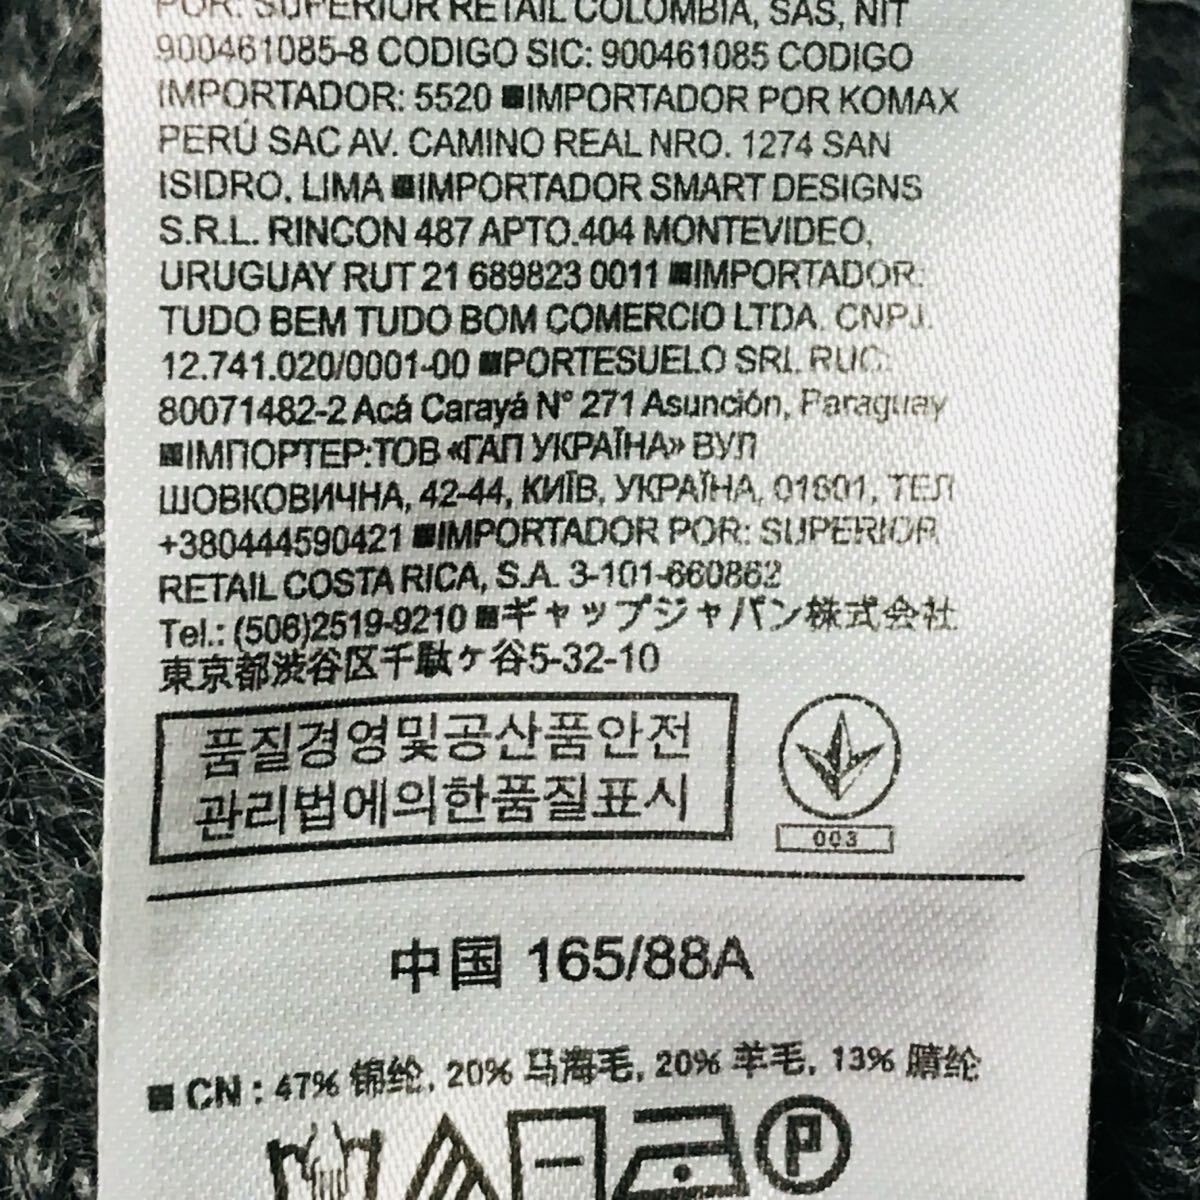 POR: SUPERIOR RETAIL COLOMBIA, SAS, NIT
900461085-8 CODIGO SIC: 900461085 CODIGO
IMPORTADOR: 5520 ■IMPORTADOR POR KOMAX
PERÚ SAC AV. CAMINO REAL NRO. 1274 SAN
ISIDRO, LIMA ■IMPORTADOR SMART DESIGNS
S.R.L. RINCON 487 APTO.404 MONTEVIDEO,
URUGUAY RUT 21 689823 0011 ■IMPORTADOR:
TUDO BEM TUDO BOM COMERCIO LTDA. CNPJ.
12.741.020/0001-00 ■PORTESUELO SRL RUC:
80071482-2 Acá Carayá N° 271 Asunción, Paraguay
■ІМПОРТЕР:ТОВ «ГАП УКРАЇНА» ВУЛ
ШОВКОВИЧНА, 42-44, КИЇВ, УКРАЇНА, 01601, ТЕЛ
+380444590421 ■IMPORTADOR POR: SUPERIOR
RETAIL COSTA RICA, S.A. 3-101-660862
Tel.: (506)2519-9210 ■ギャップジャパン株式会社
東京都渋谷区千駄ケ谷5-32-10
품질경영및공산품안전
관리법에의한품질표시
003
中国 165/88A
■ CN : 47% 锦纶, 20% 马海毛, 20% 羊毛, 13% 腈纶
P